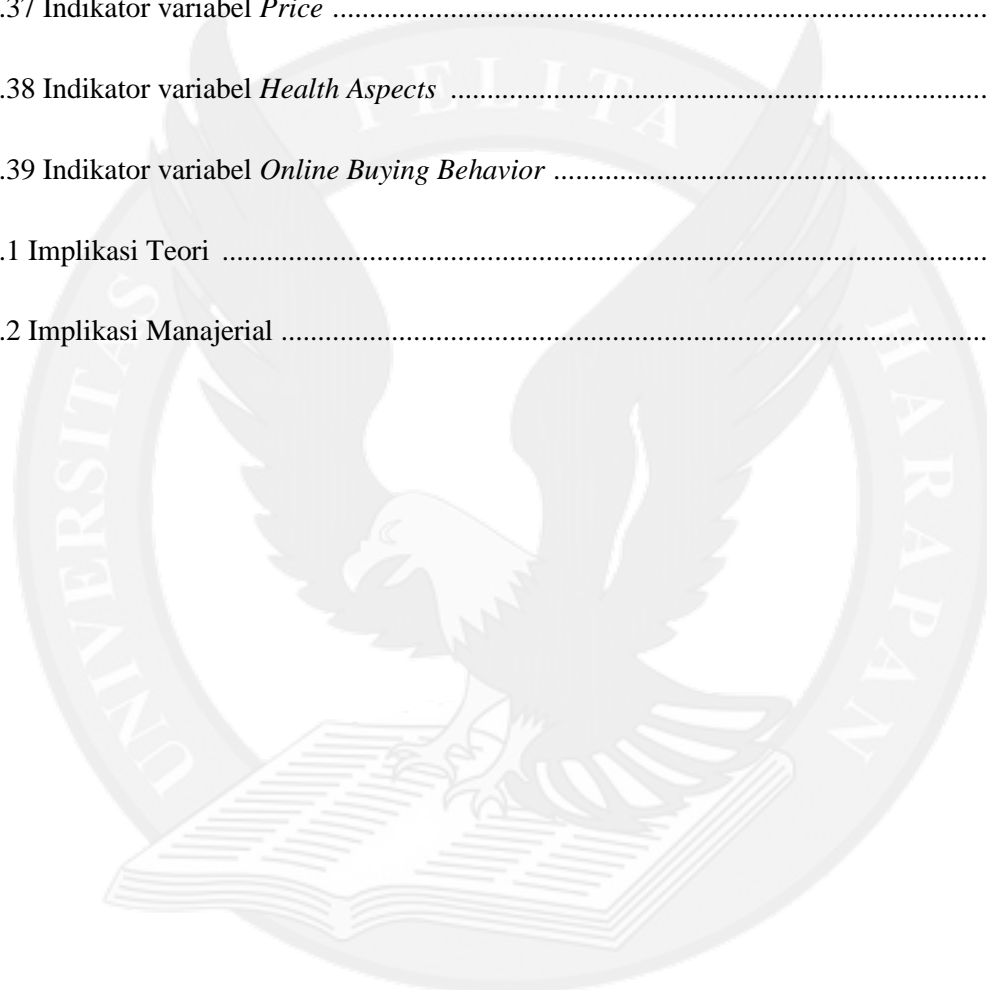 .37 Indikator variabel Price ........................................................................................................
.38 Indikator variabel Health Aspects ........................................................................................
.39 Indikator variabel Online Buying Behavior ........................................................................
.1 Implikasi Teori ........................................................................................................................
.2 Implikasi Manajerial ..............................................................................................................
UNIVERSITAS PELITA HARAPAN